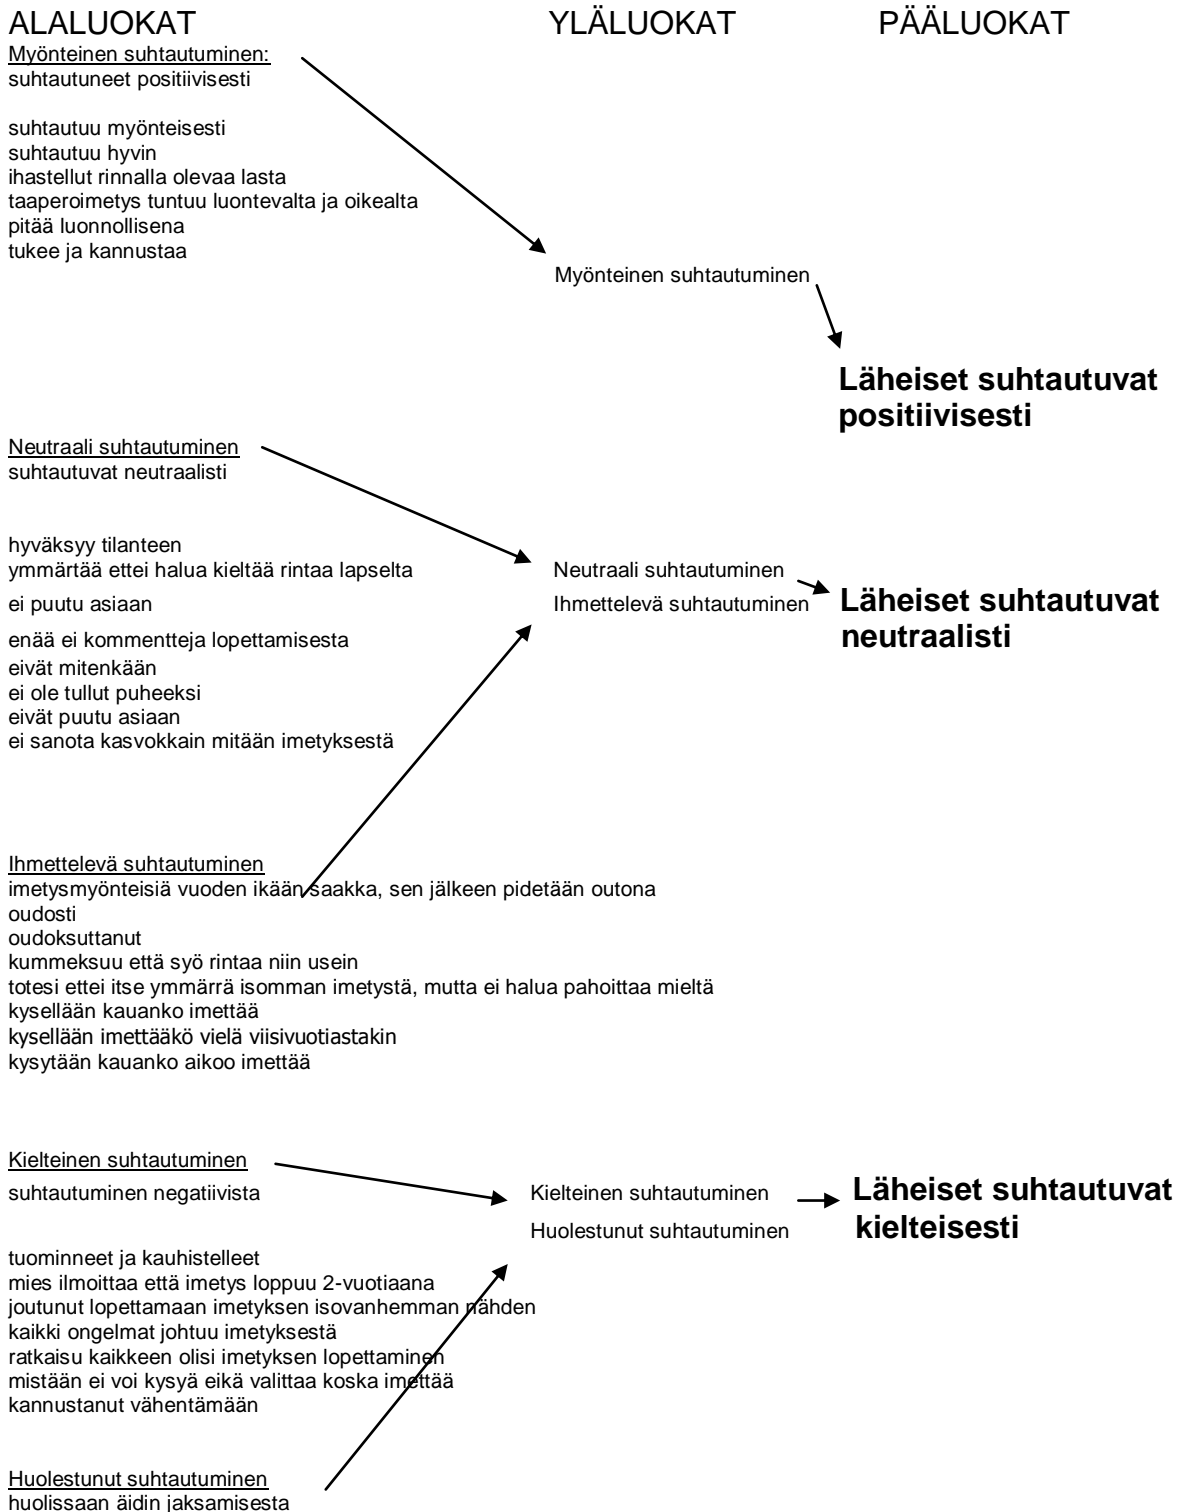 ALALUOKAT YLÄLUOKAT PÄÄLUOKAT
Myönteinen suhtautuminen:
suhtautuneet positiivisesti
suhtautuu myönteisesti
suhtautuu hyvin
ihastellut rinnalla olevaa lasta
taaperoimetys tuntuu luontevalta ja oikealta
pitää luonnollisena
tukee ja kannustaa
Myönteinen suhtautuminen
Läheiset suhtautuvat
positiivisesti
Neutraali suhtautuminen
suhtautuvat neutraalisti
hyväksyy tilanteen
ymmärtää ettei halua kieltää rintaa lapselta
Neutraali suhtautuminen
ei puutu asiaan
Ihmettelevä suhtautuminen
Läheiset suhtautuvat
neutraalisti
enää ei kommentteja lopettamisesta
eivät mitenkään
ei ole tullut puheeksi
eivät puutu asiaan
ei sanota kasvokkain mitään imetyksestä
Ihmettelevä suhtautuminen
imetysmyönteisiä vuoden ikään saakka, sen jälkeen pidetään outona
oudosti
oudoksuttanut
kummeksuu että syö rintaa niin usein
totesi ettei itse ymmärrä isomman imetystä, mutta ei halua pahoittaa mieltä
kysellään kauanko imettää
kysellään imettääkö vielä viisivuotiastakin
kysytään kauanko aikoo imettää
Kielteinen suhtautuminen
suhtautuminen negatiivista
Kielteinen suhtautuminen
Huolestunut suhtautuminen
Läheiset suhtautuvat
kielteisesti
tuominneet ja kauhistelleet
mies ilmoittaa että imetys loppuu 2-vuotiaana
joutunut lopettamaan imetyksen isovanhemman nähden
kaikki ongelmat johtuu imetyksestä
ratkaisu kaikkeen olisi imetyksen lopettaminen
mistään ei voi kysyä eikä valittaa koska imettää
kannustanut vähentämään
Huolestunut suhtautuminen
huolissaan äidin jaksamisesta